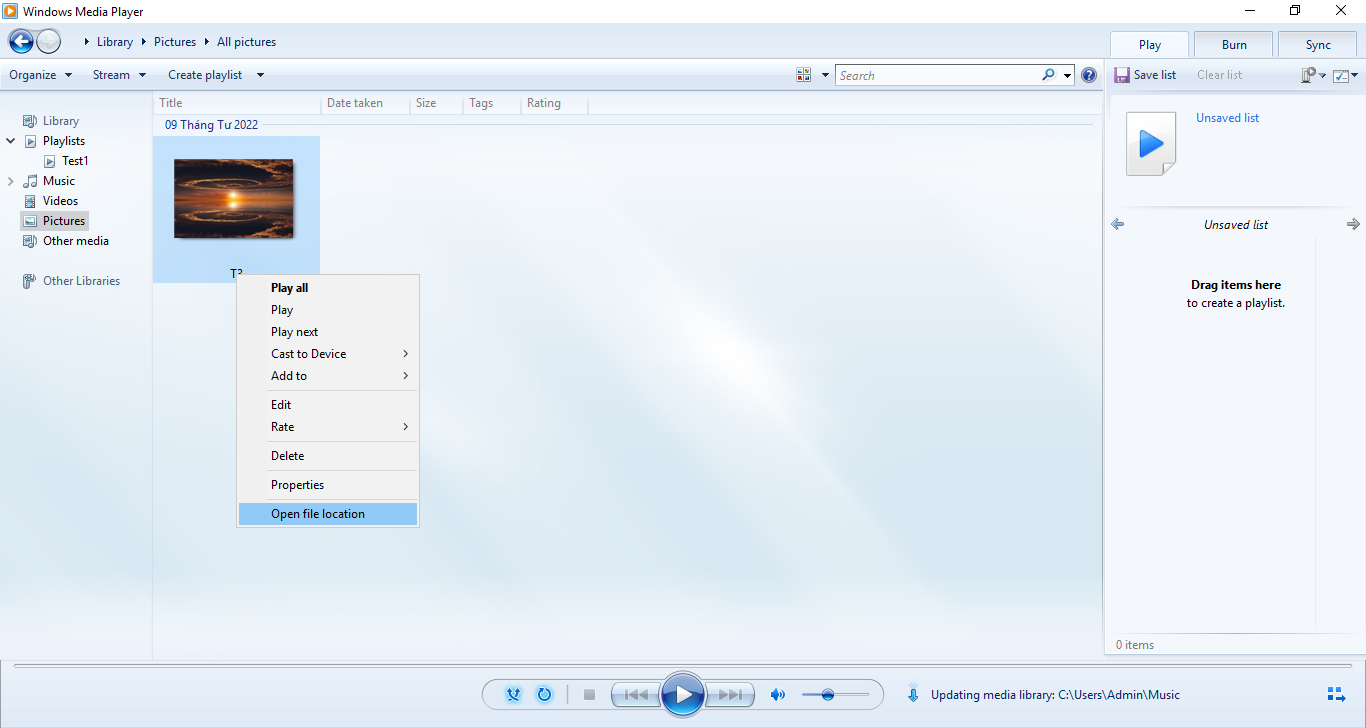 Windows Media Player
Library Pictures All pictures
Play Burn Sync
Organize Stream Create playlist
Search
Save list Clear list
Title Date taken Size Tags Rating
Library
Playlists
Test1
Music
Videos
Pictures
Other media
Other Libraries
09 Tháng Tư 2022
Play all
Play
Play next
Cast to Device
Add to
Edit
Rate
Delete
Properties
Open file location
Unsaved list
Unsaved list
Drag items here
to create a playlist.
0 items
Updating media library: C:\Users\Admin\Music